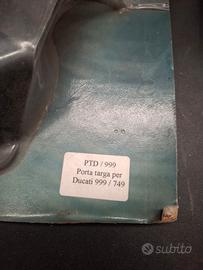 PTD / 999
Porta targa per
Ducati 999 / 749
subito